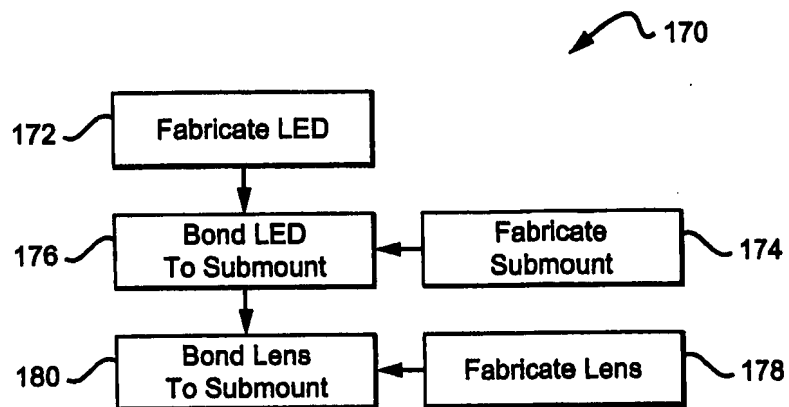 170
172
Fabricate LED
176
Bond LED
To Submount
Fabricate
Submount
174
180
Bond Lens
To Submount
Fabricate Lens
178